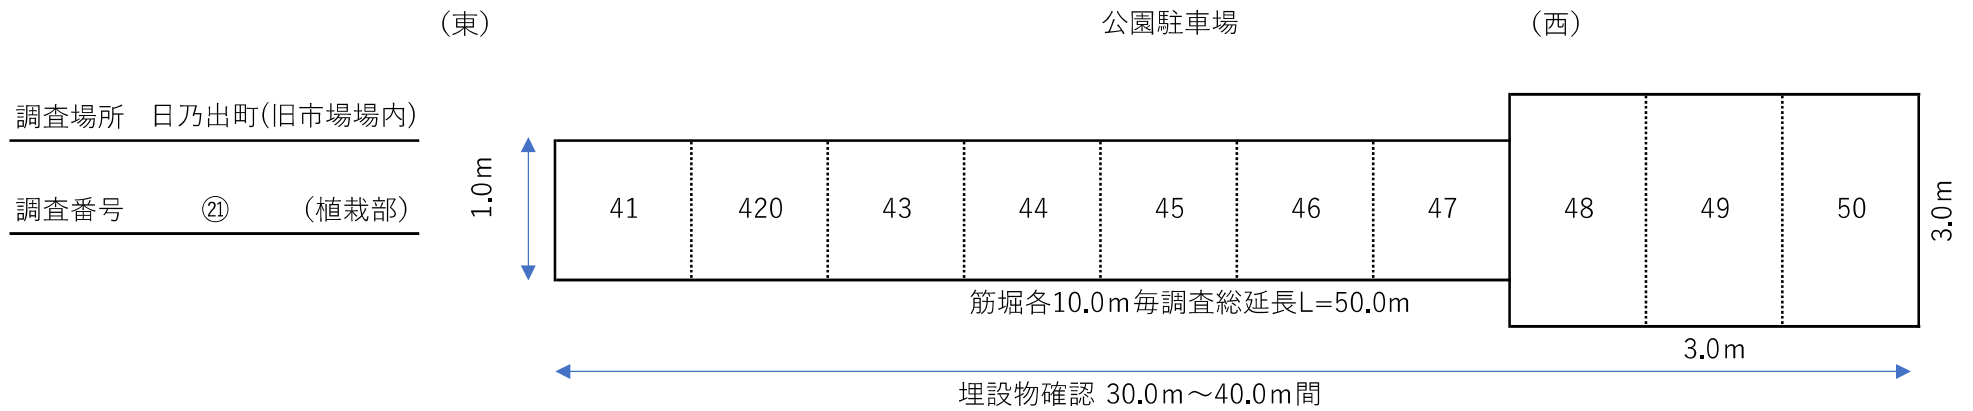 （東） 公園駐車場 （西）
調査場所 日乃出町(旧市場場内)
調査番号 ㉑ (植栽部)
1.0m
41 420 43 44 45 46 47 48 49 50
3.0m
筋堀各10.0m毎調査総延長L=50.0m
3.0m
埋設物確認 30.0m～40.0m間